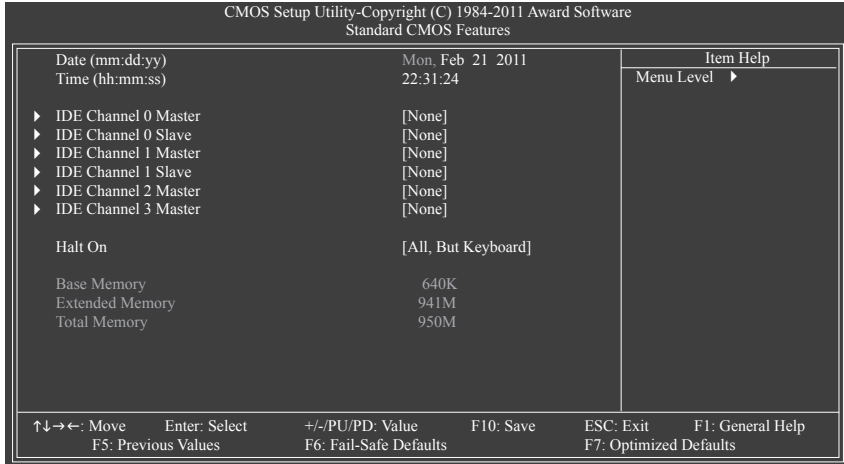 CMOS Setup Utility-Copyright (C) 1984-2011 Award Software
Standard CMOS Features
Date (mm:dd:yy) Mon, Feb 21 2011
Time (hh:mm:ss) 22:31:24
IDE Channel 0 Master [None]
IDE Channel 0 Slave [None]
IDE Channel 1 Master [None]
IDE Channel 1 Slave [None]
IDE Channel 2 Master [None]
IDE Channel 3 Master [None]
Halt On [All, But Keyboard]
Base Memory 640K
Extended Memory 941M
Total Memory 950M
Item Help
Menu Level
↑↓→←: Move Enter: Select +/-/PU/PD: Value F10: Save ESC: Exit F1: General Help
F5: Previous Values F6: Fail-Safe Defaults F7: Optimized Defaults